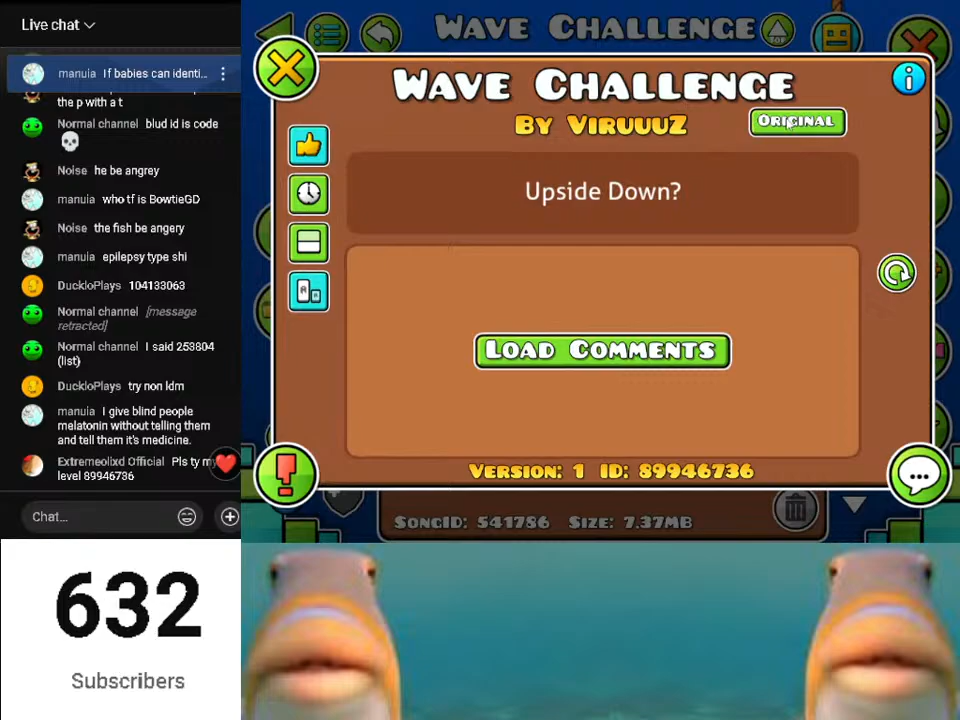 Live chat
manuia If babies can identi...
the p with a t
Normal channel blud id is code
💀
Noise he be angrey
manuia who tf is BowtieGD
Noise the fish be angery
manuia epilepsy type shi
DuckloPlays 104133063
Normal channel [message
retracted]
Normal channel I said 253804
(list)
DuckloPlays try non ldm
manuia I give blind people
melatonin without telling them
and tell them it's medicine.
Extremeolixd Official Pls ty my
level 89946736
Chat...
632
Subscribers
Wave Challenge
Wave Challenge
By ViruuuZ
Original
Upside Down?
Load Comments
Version: 1 ID: 89946736
SongID: 541786 Size: 7.37MB